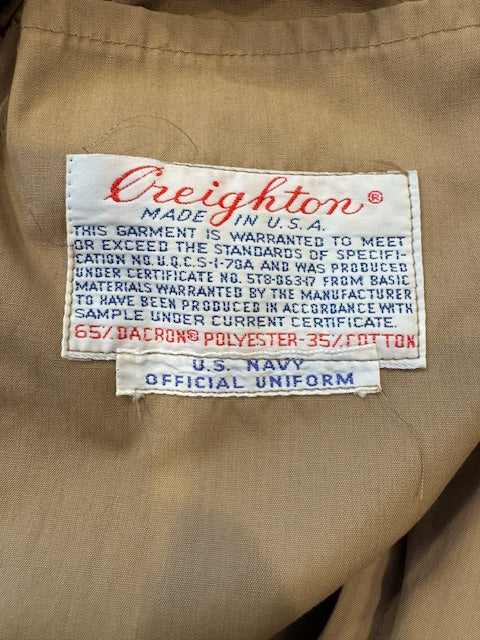 Creighton®
MADE IN U.S.A.
THIS GARMENT IS WARRANTED TO MEET
OR EXCEED THE STANDARDS OF SPECIFI-
CATION NO. U.Q.C.S-1-70A AND WAS PRODUCED
UNDER CERTIFICATE NO. 5T8-063-17 FROM BASIC
MATERIALS WARRANTED BY THE MANUFACTURER
TO HAVE BEEN PRODUCED IN ACCORDANCE WITH
SAMPLE UNDER CURRENT CERTIFICATE.
65% DACRON® POLYESTER-35% COTTON
U.S. NAVY
OFFICIAL UNIFORM